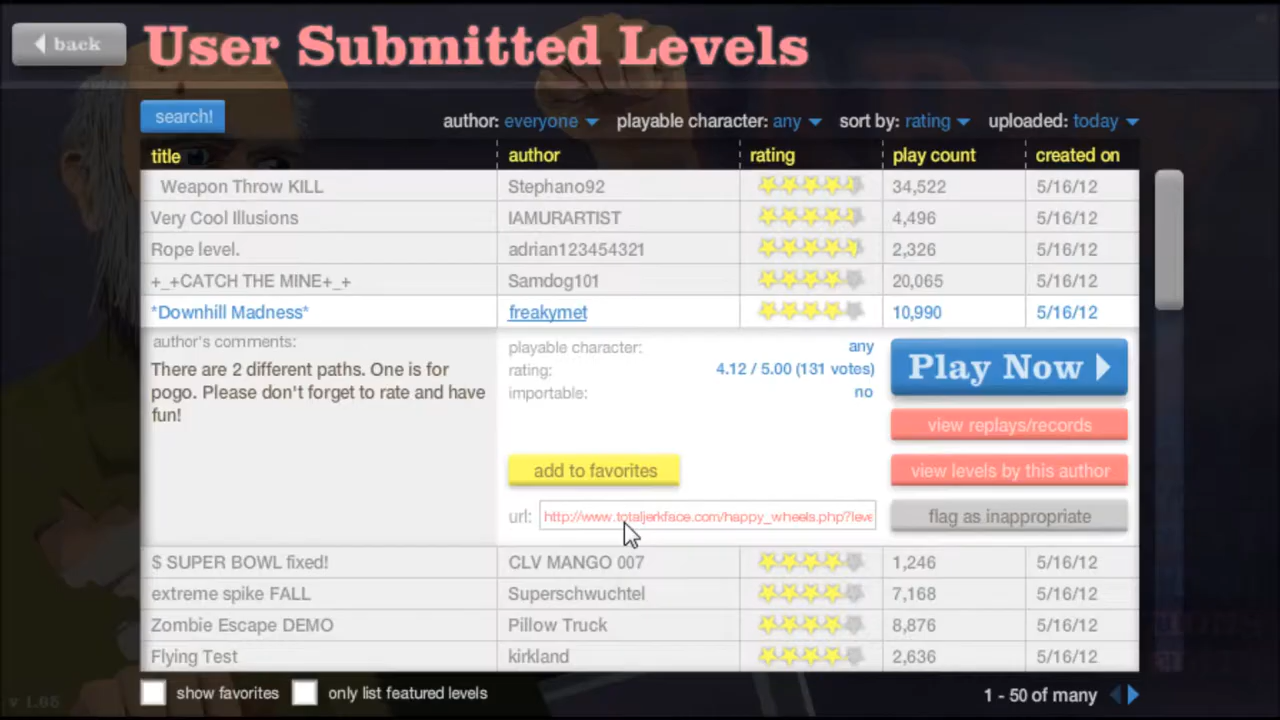 back
User Submitted Levels
search!
author: everyone playable character: any sort by: rating uploaded: today
title author rating play count created on
Weapon Throw KILL Stephano92 34,522 5/16/12
Very Cool Illusions IAMURARTIST 4,496 5/16/12
Rope level. adrian123454321 2,326 5/16/12
+_+CATCH THE MINE+_+ Samdog101 20,065 5/16/12
*Downhill Madness* freakymet 10,990 5/16/12
author's comments:
There are 2 different paths. One is for
pogo. Please don't forget to rate and have
fun!
playable character: any
rating: 4.12 / 5.00 (131 votes)
importable: no
add to favorites
url: http://www.totaljerkface.com/happy_wheels.php?leve
Play Now
view replays/records
view levels by this author
flag as inappropriate
$ SUPER BOWL fixed! CLV MANGO 007 1,246 5/16/12
extreme spike FALL Superschwuchtel 7,168 5/16/12
Zombie Escape DEMO Pillow Truck 8,876 5/16/12
Flying Test kirkland 2,636 5/16/12
show favorites only list featured levels 1 - 50 of many
v 1.65